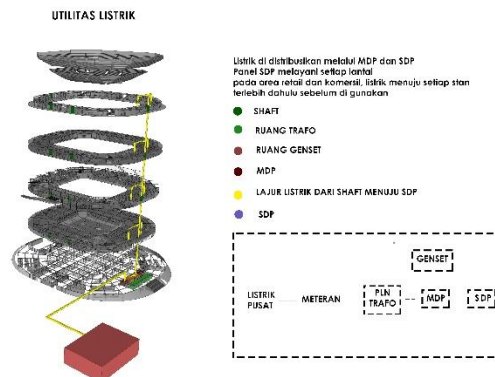 UTILITAS LISTRIK
Listrik di distribusikan melalui MDP dan SDP
Panel SDP melayani setiap lantai
pada area retail dan komersil, listrik menuju setiap stan
terlebih dahulu sebelum di gunakan
SHAFT
RUANG TRAFO
RUANG GENSET
MDP
LAJUR LISTRIK DARI SHAFT MENUJU SDP
SDP
GENSET
LISTRIK PUSAT
METERAN
PLN TRAFO
MDP
SDP